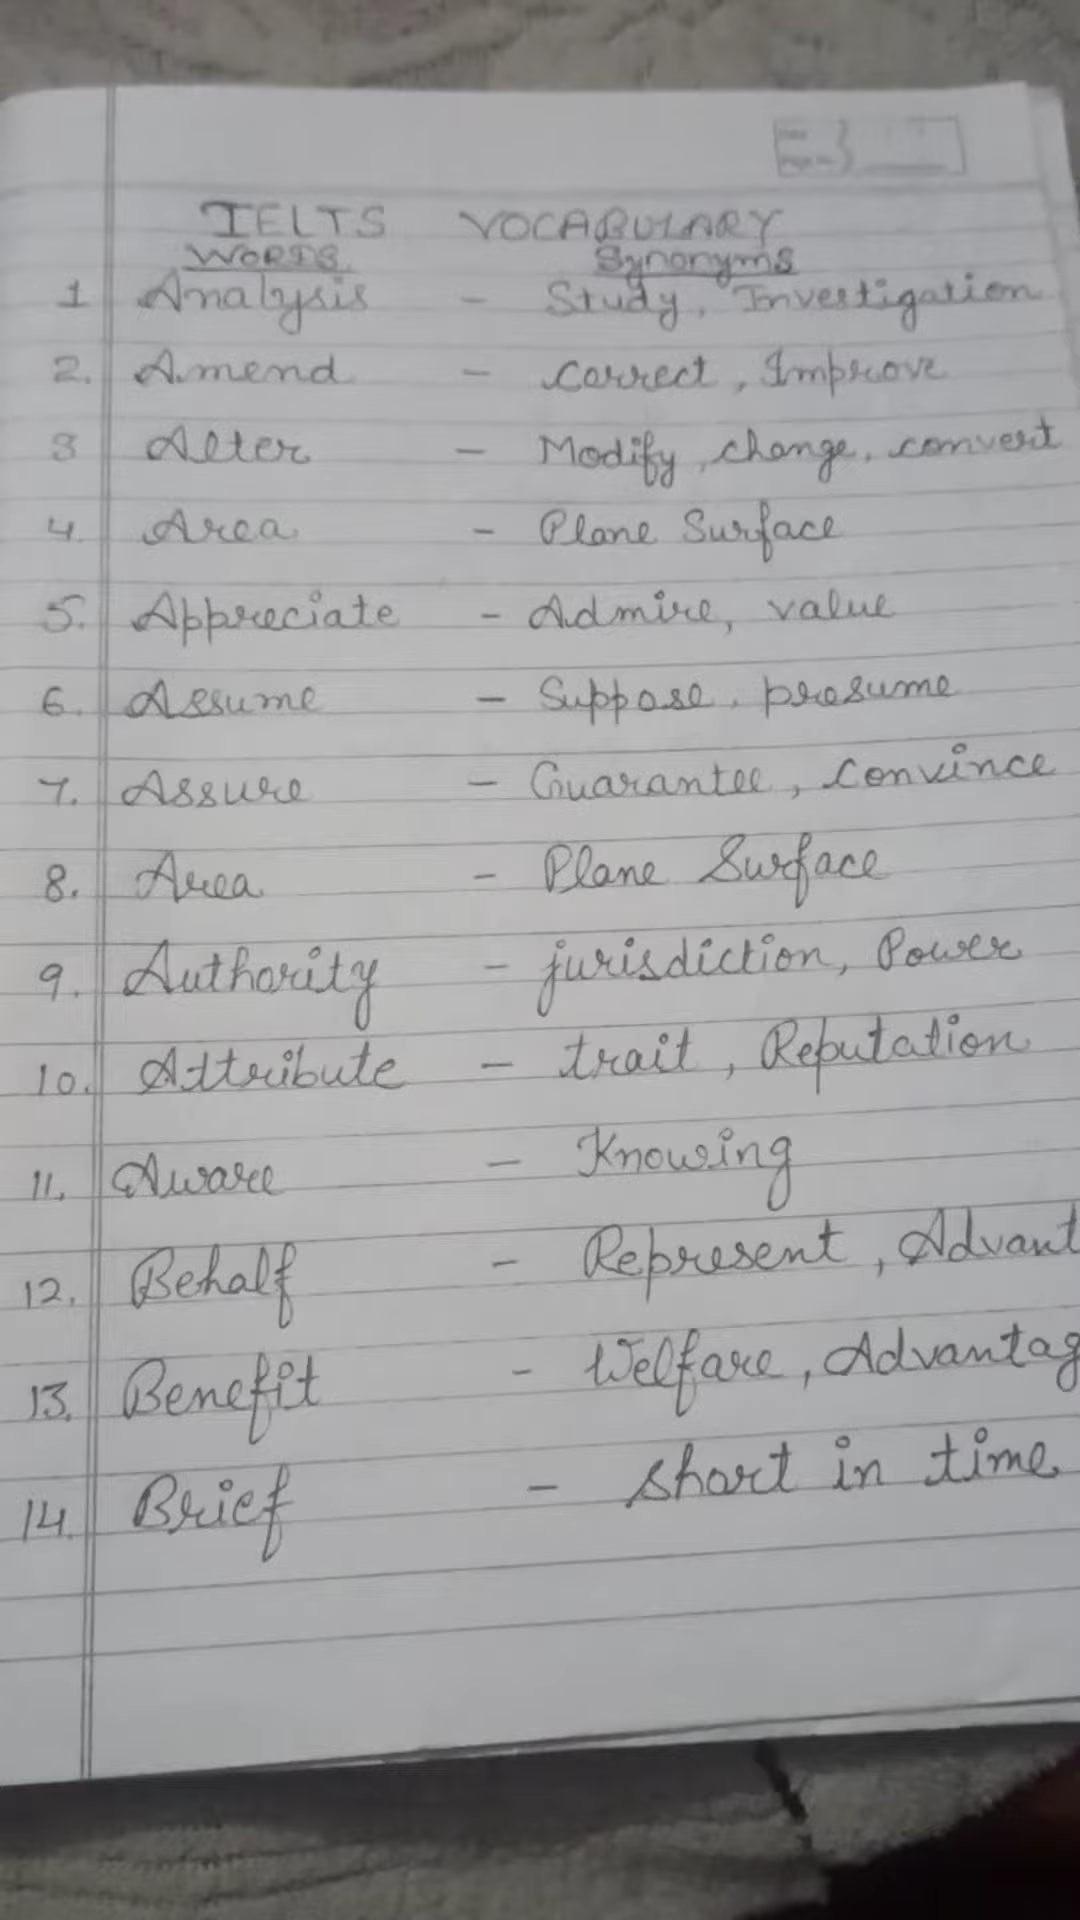 IELTS VOCABULARY
WORDS Synonyms
1 Analysis - Study, Investigation
2. Amend - correct, Improve
3 Alter - Modify, change, convert
4. Area - Plane Surface
5. Appreciate - Admire, value
6. Assume - Suppose, presume
7. Assure - Guarantee, convince
8. Area - Plane Surface
9. Authority - jurisdiction, Power
10. Attribute - trait, Reputation
11. Aware - Knowing
12. Behalf - Represent, Advant
13. Benefit - Welfare, Advantag
14. Brief - short in time